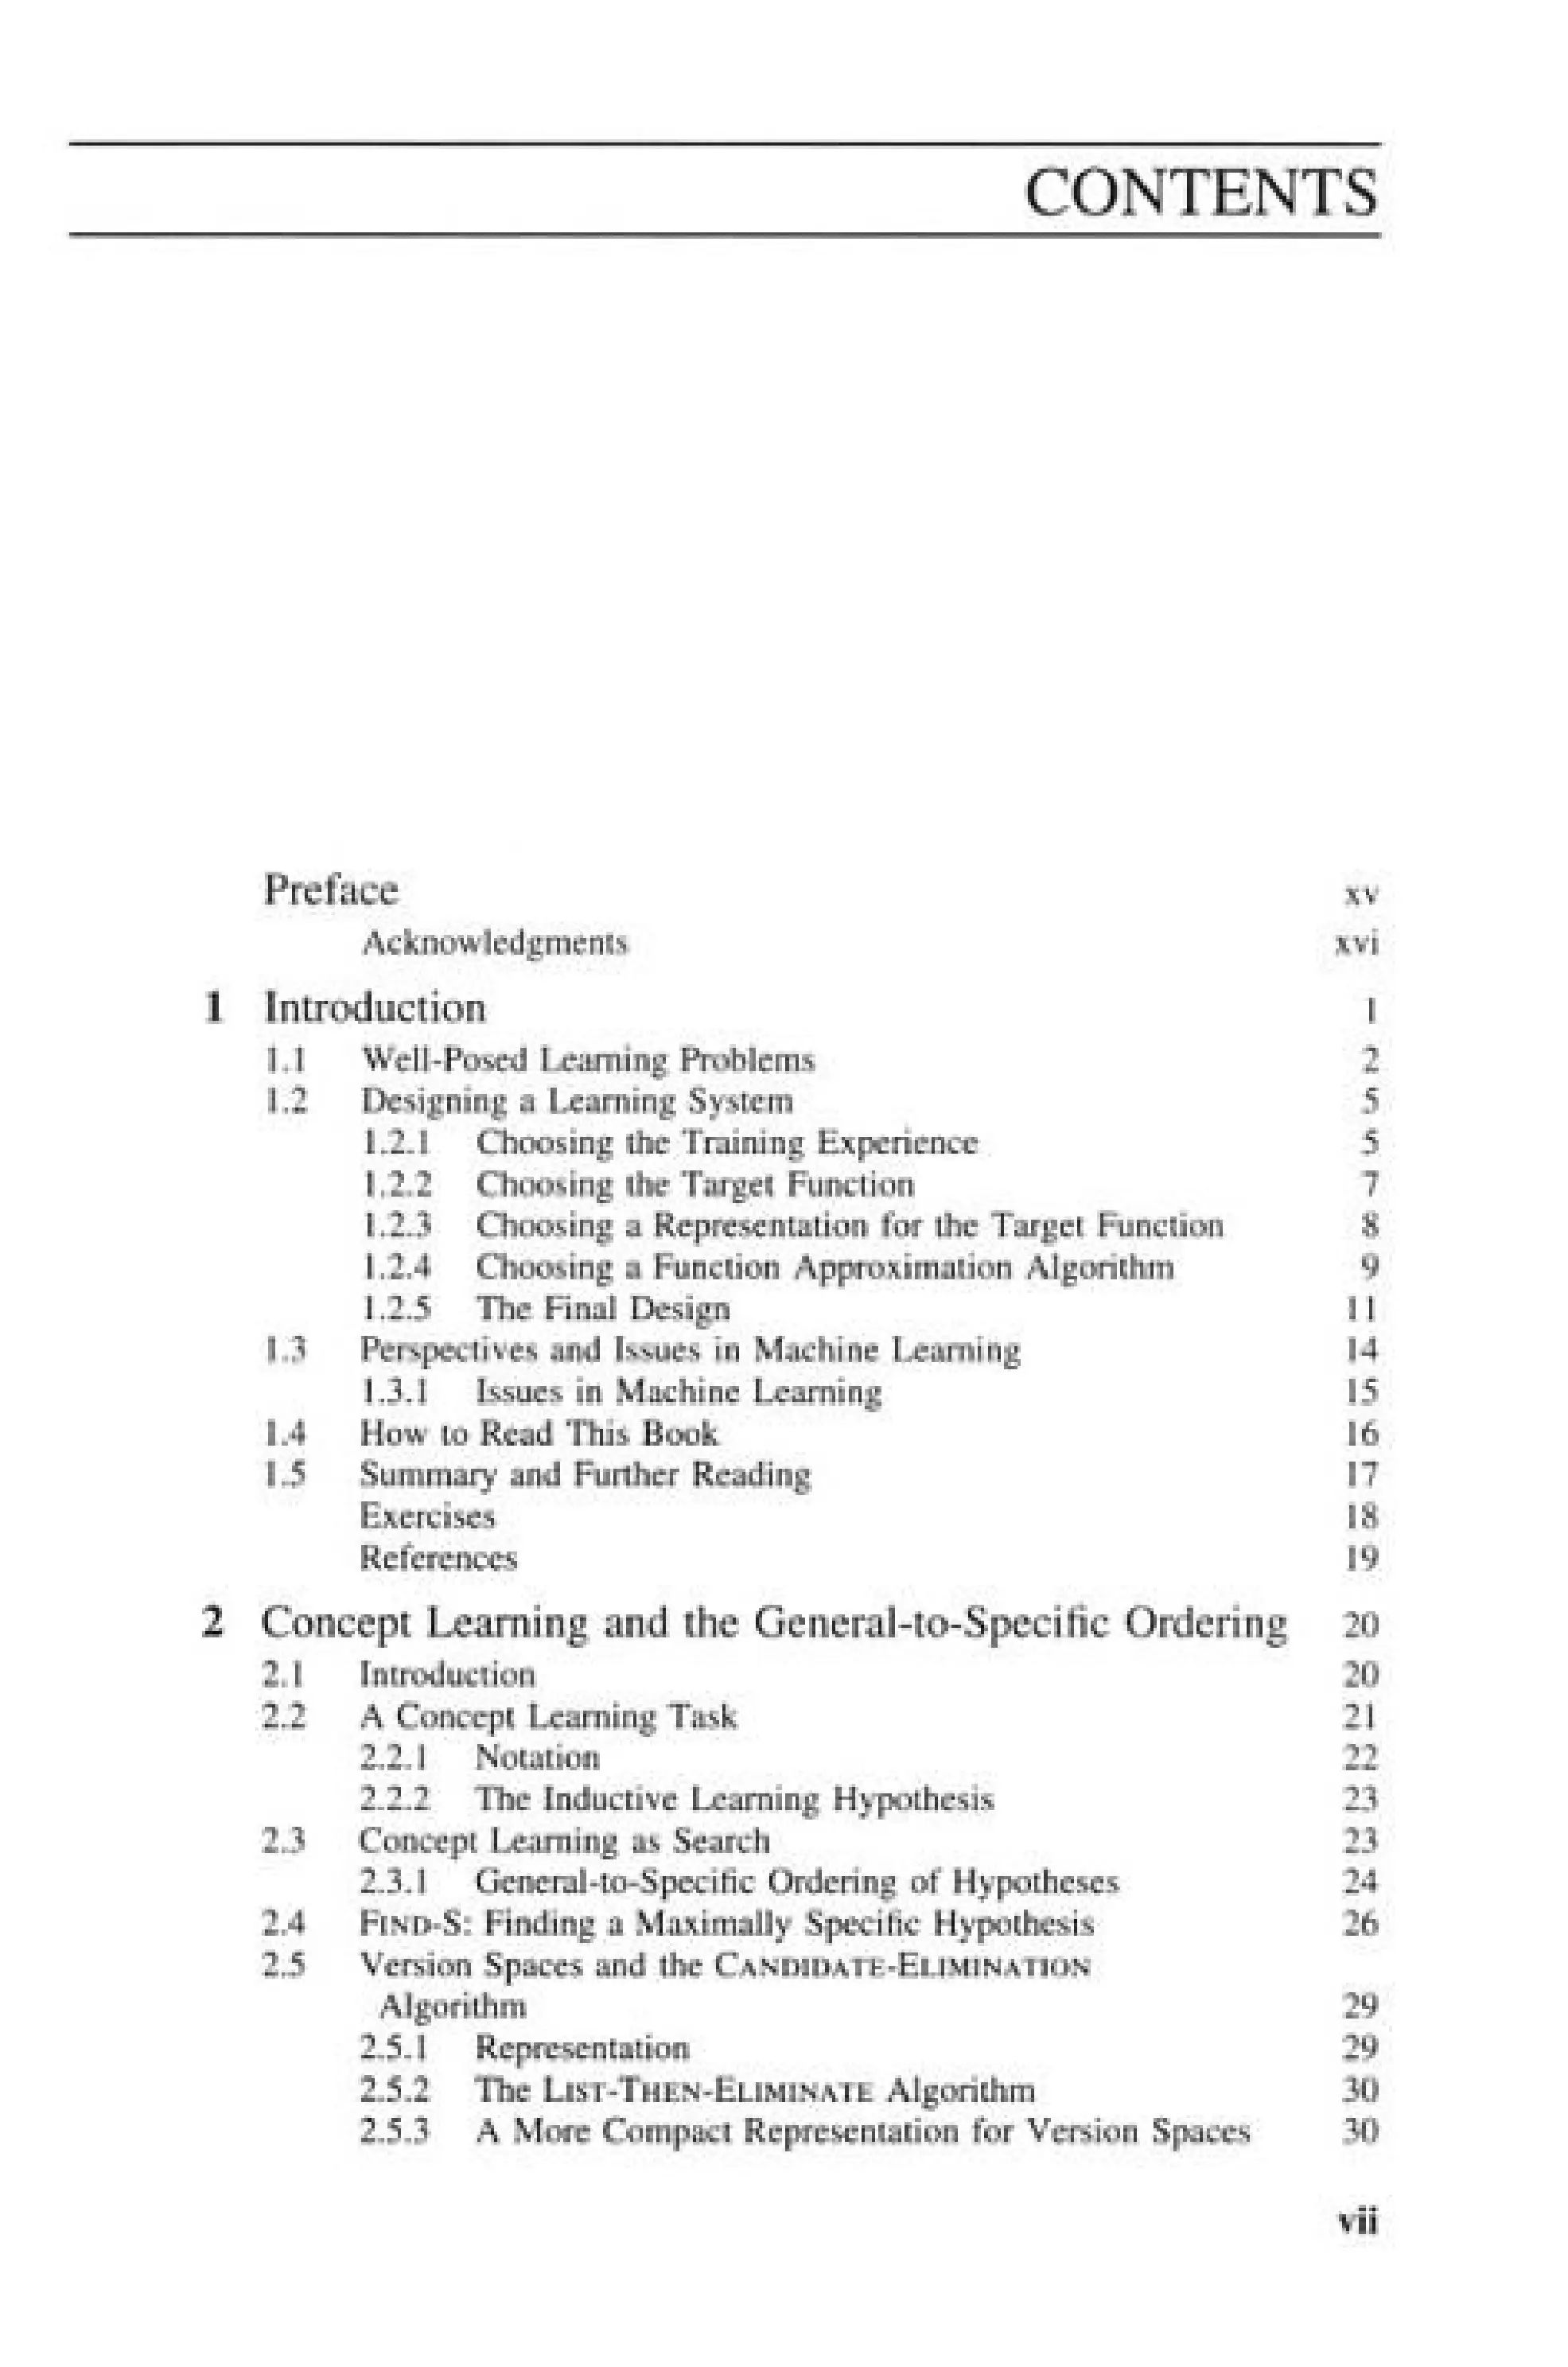 CONTENTS
Preface xv
Acknowledgments xvi
1 Introduction 1
1.1 Well-Posed Learning Problems 2
1.2 Designing a Learning System 5
1.2.1 Choosing the Training Experience 5
1.2.2 Choosing the Target Function 7
1.2.3 Choosing a Representation for the Target Function 8
1.2.4 Choosing a Function Approximation Algorithm 9
1.2.5 The Final Design 11
1.3 Perspectives and Issues in Machine Learning 14
1.3.1 Issues in Machine Learning 15
1.4 How to Read This Book 16
1.5 Summary and Further Reading 17
Exercises 18
References 19
2 Concept Learning and the General-to-Specific Ordering 20
2.1 Introduction 20
2.2 A Concept Learning Task 21
2.2.1 Notation 22
2.2.2 The Inductive Learning Hypothesis 23
2.3 Concept Learning as Search 23
2.3.1 General-to-Specific Ordering of Hypotheses 24
2.4 FIND-S: Finding a Maximally Specific Hypothesis 26
2.5 Version Spaces and the CANDIDATE-ELIMINATION
Algorithm 29
2.5.1 Representation 29
2.5.2 The LIST-THEN-ELIMINATE Algorithm 30
2.5.3 A More Compact Representation for Version Spaces 30
vii